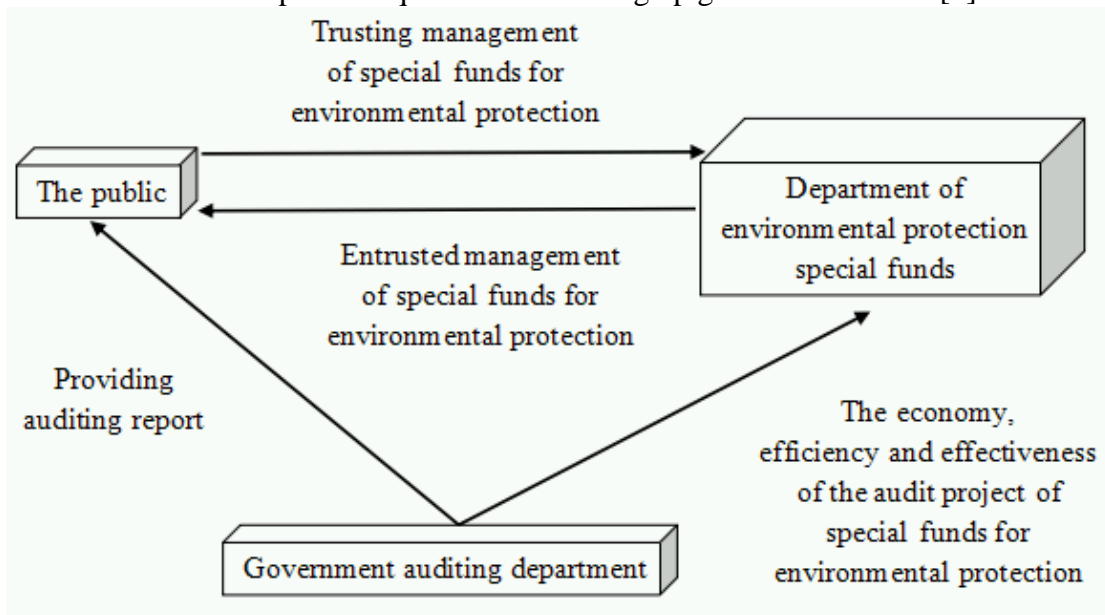 Trusting management
of special funds for
environmental protection
The public
Department of
environmental protection
special funds
Entrusted management
of special funds for
environmental protection
Providing
auditing report
The economy,
efficiency and effectiveness
of the audit project of
special funds for
environmental protection
Government auditing department